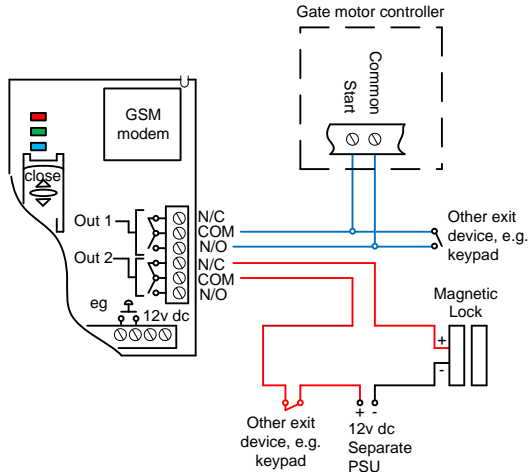 Gate motor controller
Start
Common
GSM
modem
close
Out 1
Out 2
N/C
COM
N/O
N/C
COM
N/O
eg
12v dc
Other exit
device, e.g.
keypad
Magnetic
Lock
+
-
Other exit
device, e.g.
keypad
+ -
12v dc
Separate
PSU